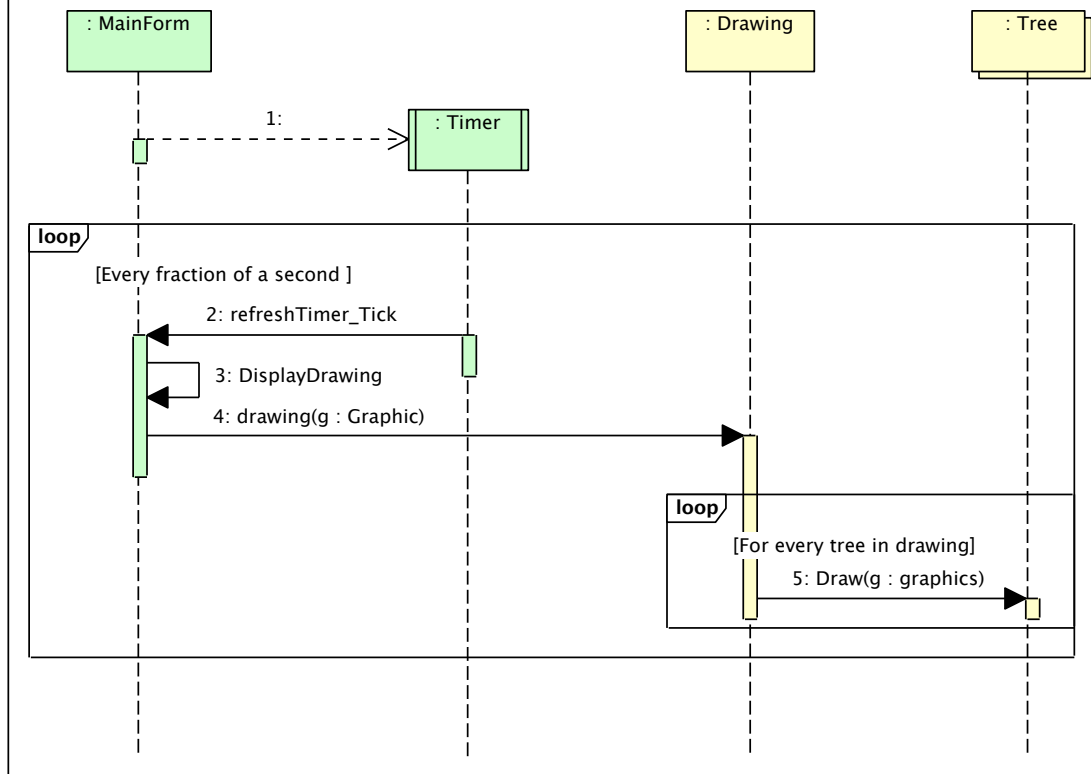 : MainForm
: Drawing
: Tree
1:
: Timer
loop
[Every fraction of a second ]
2: refreshTimer_Tick
3: DisplayDrawing
4: drawing(g : Graphic)
loop
[For every tree in drawing]
5: Draw(g : graphics)